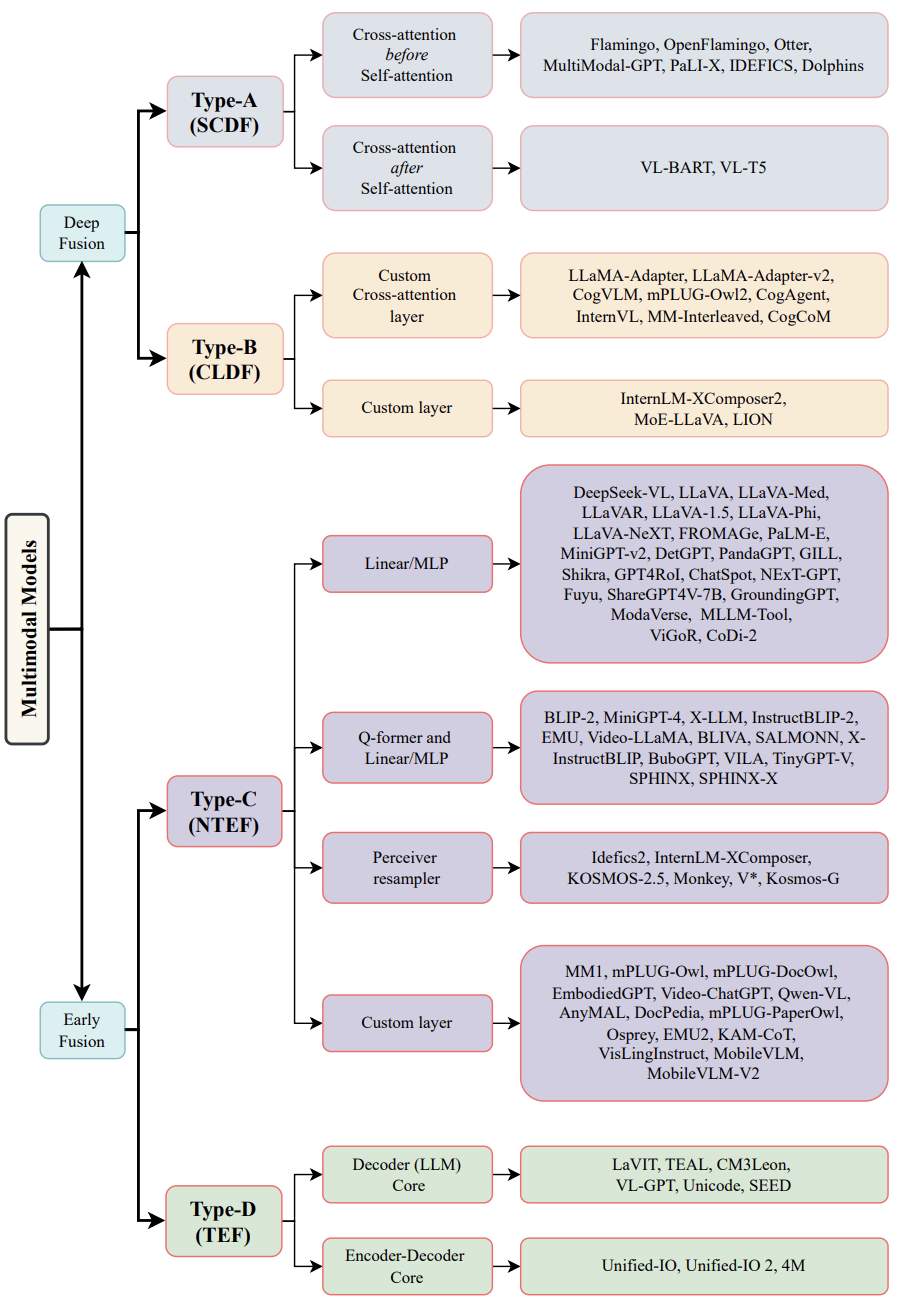 Multimodal Models
Deep
Fusion
Type-A
(SCDF)
Cross-attention
before
Self-attention
Flamingo, OpenFlamingo, Otter,
MultiModal-GPT, PaLI-X, IDEFICS, Dolphins
Cross-attention
after
Self-attention
VL-BART, VL-T5
Type-B
(CLDF)
Custom
Cross-attention
layer
LLaMA-Adapter, LLaMA-Adapter-v2,
CogVLM, mPLUG-Owl2, CogAgent,
InternVL, MM-Interleaved, CogCoM
Custom layer
InternLM-XComposer2,
MoE-LLaVA, LION
Early
Fusion
Type-C
(NTEF)
Linear/MLP
DeepSeek-VL, LLaVA, LLaVA-Med,
LLaVAR, LLaVA-1.5, LLaVA-Phi,
LLaVA-NeXT, FROMAGe, PaLM-E,
MiniGPT-v2, DetGPT, PandaGPT, GILL,
Shikra, GPT4RoI, ChatSpot, NExT-GPT,
Fuyu, ShareGPT4V-7B, GroundingGPT,
ModaVerse, MLLM-Tool,
ViGoR, CoDi-2
Q-former and
Linear/MLP
BLIP-2, MiniGPT-4, X-LLM, InstructBLIP-2,
EMU, Video-LLaMA, BLIVA, SALMONN, X-
InstructBLIP, BuboGPT, VILA, TinyGPT-V,
SPHINX, SPHINX-X
Perceiver
resampler
Idefics2, InternLM-XComposer,
KOSMOS-2.5, Monkey, V*, Kosmos-G
Custom layer
MM1, mPLUG-Owl, mPLUG-DocOwl,
EmbodiedGPT, Video-ChatGPT, Qwen-VL,
AnyMAL, DocPedia, mPLUG-PaperOwl,
Osprey, EMU2, KAM-CoT,
VisLingInstruct, MobileVLM,
MobileVLM-V2
Type-D
(TEF)
Decoder (LLM)
Core
LaVIT, TEAL, CM3Leon,
VL-GPT, Unicode, SEED
Encoder-Decoder
Core
Unified-IO, Unified-IO 2, 4M